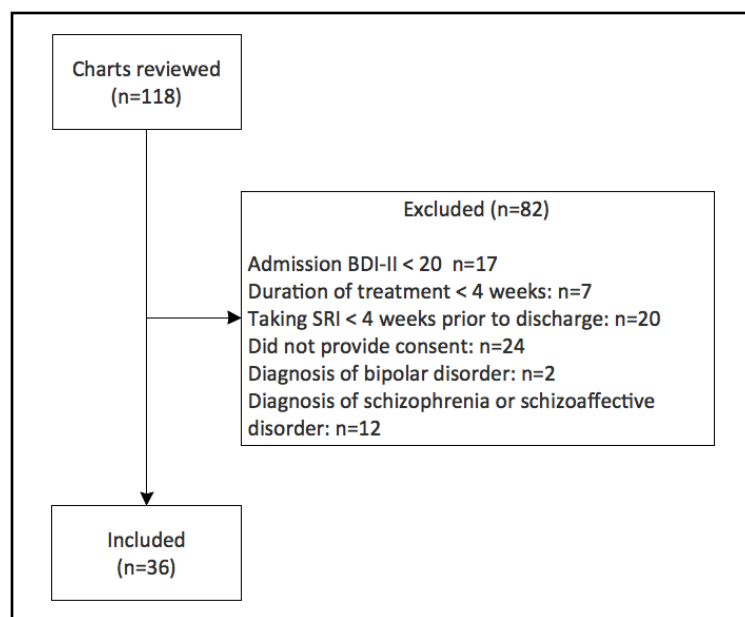 Charts reviewed
(n=118)
Excluded (n=82)
Admission BDI-II < 20  n=17
Duration of treatment < 4 weeks: n=7
Taking SRI < 4 weeks prior to discharge: n=20
Did not provide consent: n=24
Diagnosis of bipolar disorder: n=2
Diagnosis of schizophrenia or schizoaffective
disorder: n=12
Included
(n=36)